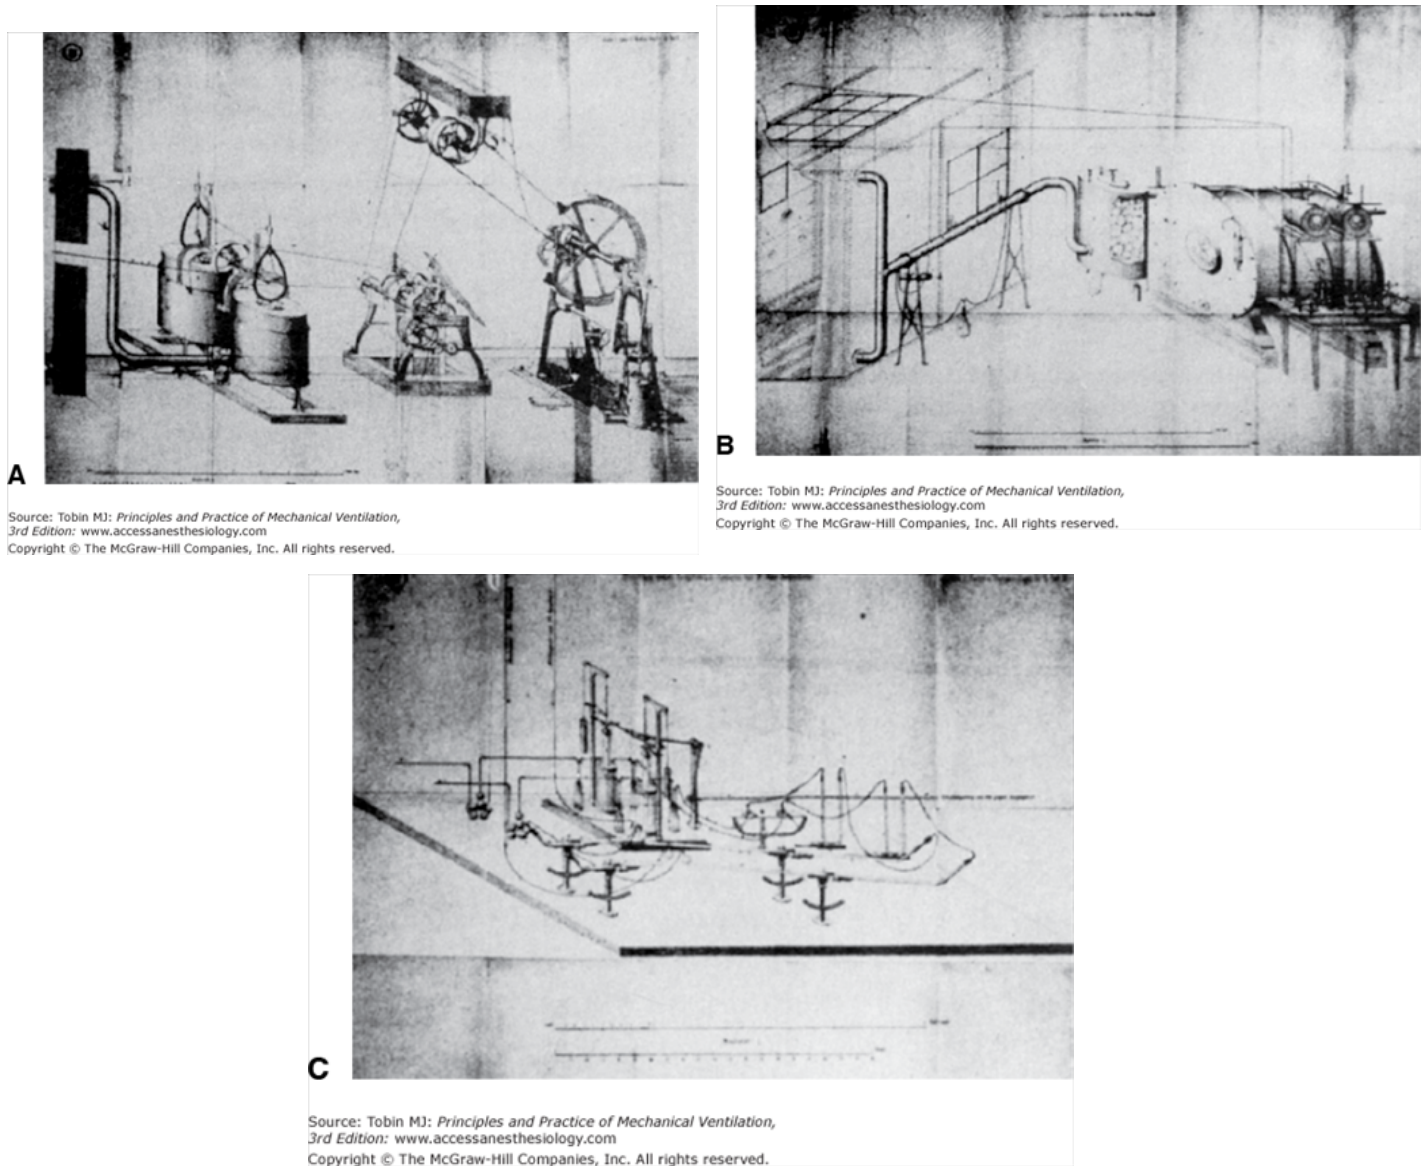 A
Source: Tobin MJ: Principles and Practice of Mechanical Ventilation,
3rd Edition: www.accessanesthesiology.com
Copyright © The McGraw-Hill Companies, Inc. All rights reserved.
B
Source: Tobin MJ: Principles and Practice of Mechanical Ventilation,
3rd Edition: www.accessanesthesiology.com
Copyright © The McGraw-Hill Companies, Inc. All rights reserved.
C
Source: Tobin MJ: Principles and Practice of Mechanical Ventilation,
3rd Edition: www.accessanesthesiology.com
Copyright © The McGraw-Hill Companies, Inc. All rights reserved.